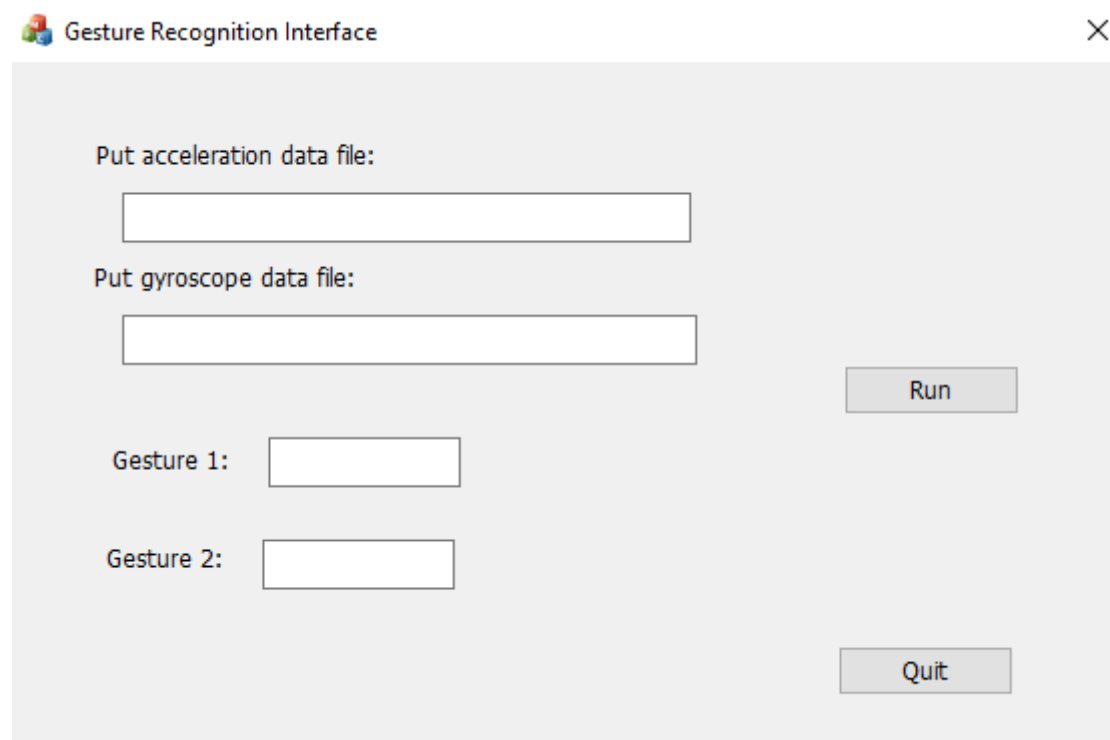 Gesture Recognition Interface
Put acceleration data file:
Put gyroscope data file:
Run
Gesture 1:
Gesture 2:
Quit